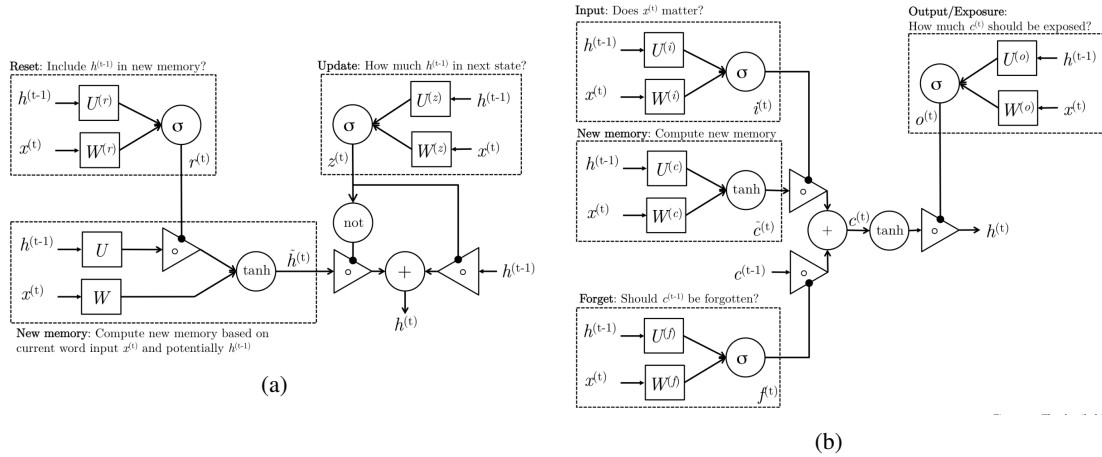 Reset: Include h(t-1) in new memory?
h(t-1)
U(r)
σ
x(t)
W(r)
r(t)
Update: How much h(t-1) in next state?
σ
U(z)
h(t-1)
W(z)
x(t)
z(t)
not
h(t-1)
U
∘
x(t)
W
tanh
h̃(t)
∘
+
∘
h(t-1)
h(t)
New memory: Compute new memory based on
current word input x(t) and potentially h(t-1)
(a)
Input: Does x(t) matter?
h(t-1)
U(i)
σ
x(t)
W(i)
i(t)
New memory: Compute new memory
h(t-1)
U(c)
tanh
x(t)
W(c)
c̃(t)
∘
+
c(t)
tanh
∘
h(t)
c(t-1)
∘
Forget: Should c(t-1) be forgotten?
h(t-1)
U(f)
σ
x(t)
W(f)
f(t)
Output/Exposure:
How much c(t) should be exposed?
σ
U(o)
h(t-1)
W(o)
x(t)
o(t)
(b)